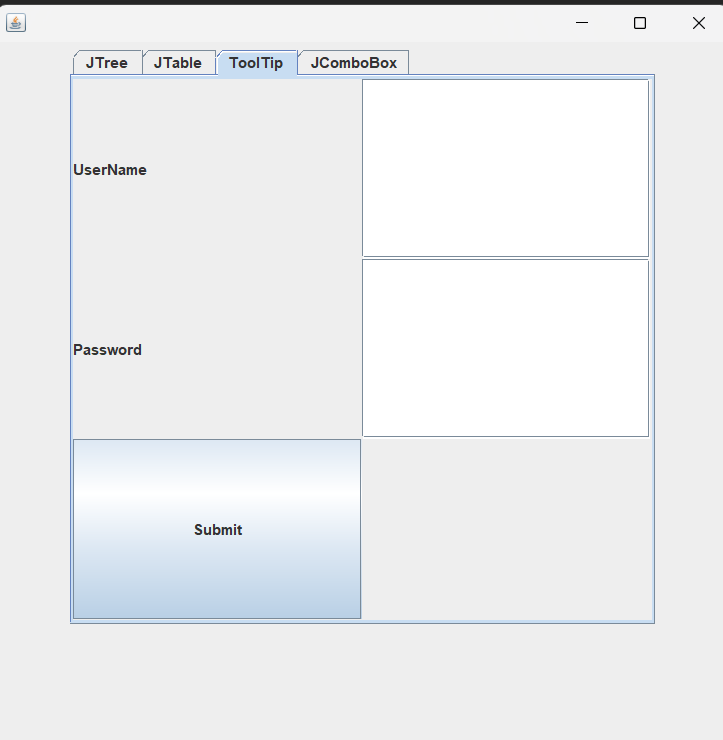 JTree JTable ToolTip JComboBox
UserName
Password
Submit